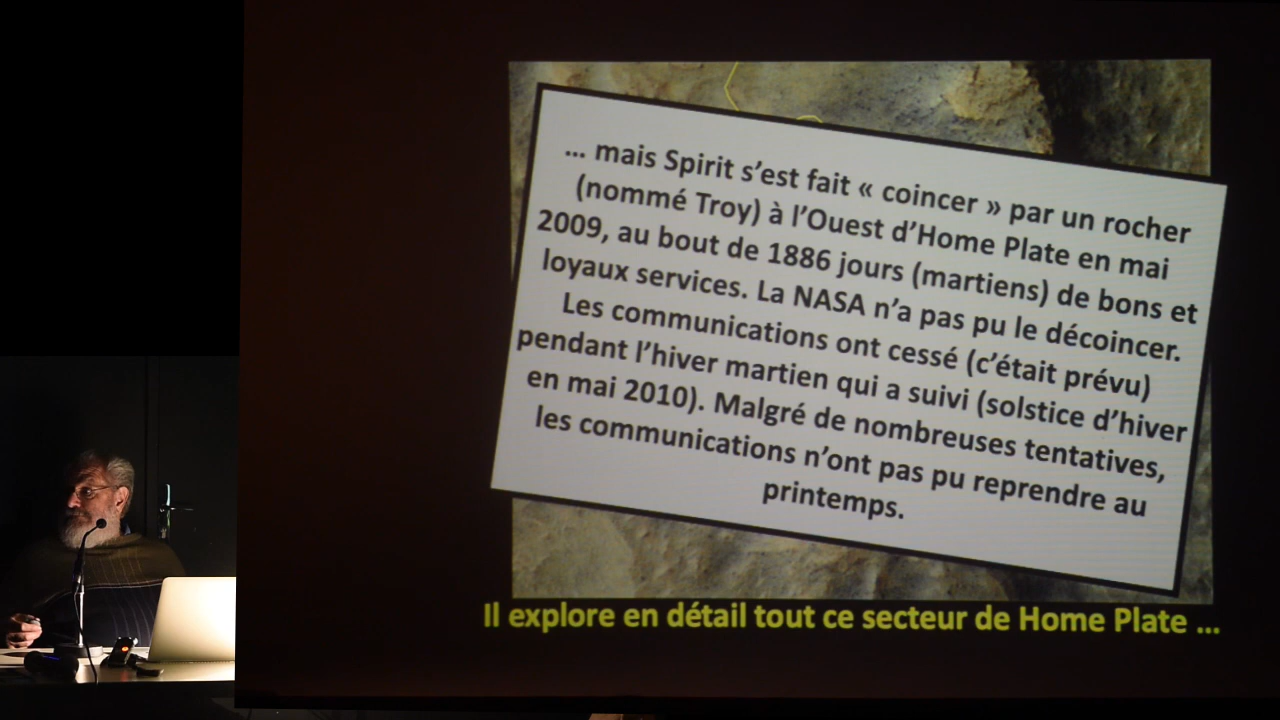 ... mais Spirit s’est fait « coincer » par un rocher
(nommé Troy) à l’Ouest d’Home Plate en mai
2009, au bout de 1886 jours (martiens) de bons et
loyaux services. La NASA n’a pas pu le décoincer.
Les communications ont cessé (c’était prévu)
pendant l’hiver martien qui a suivi (solstice d’hiver
en mai 2010). Malgré de nombreuses tentatives,
les communications n’ont pas pu reprendre au
printemps.
Il explore en détail tout ce secteur de Home Plate ...